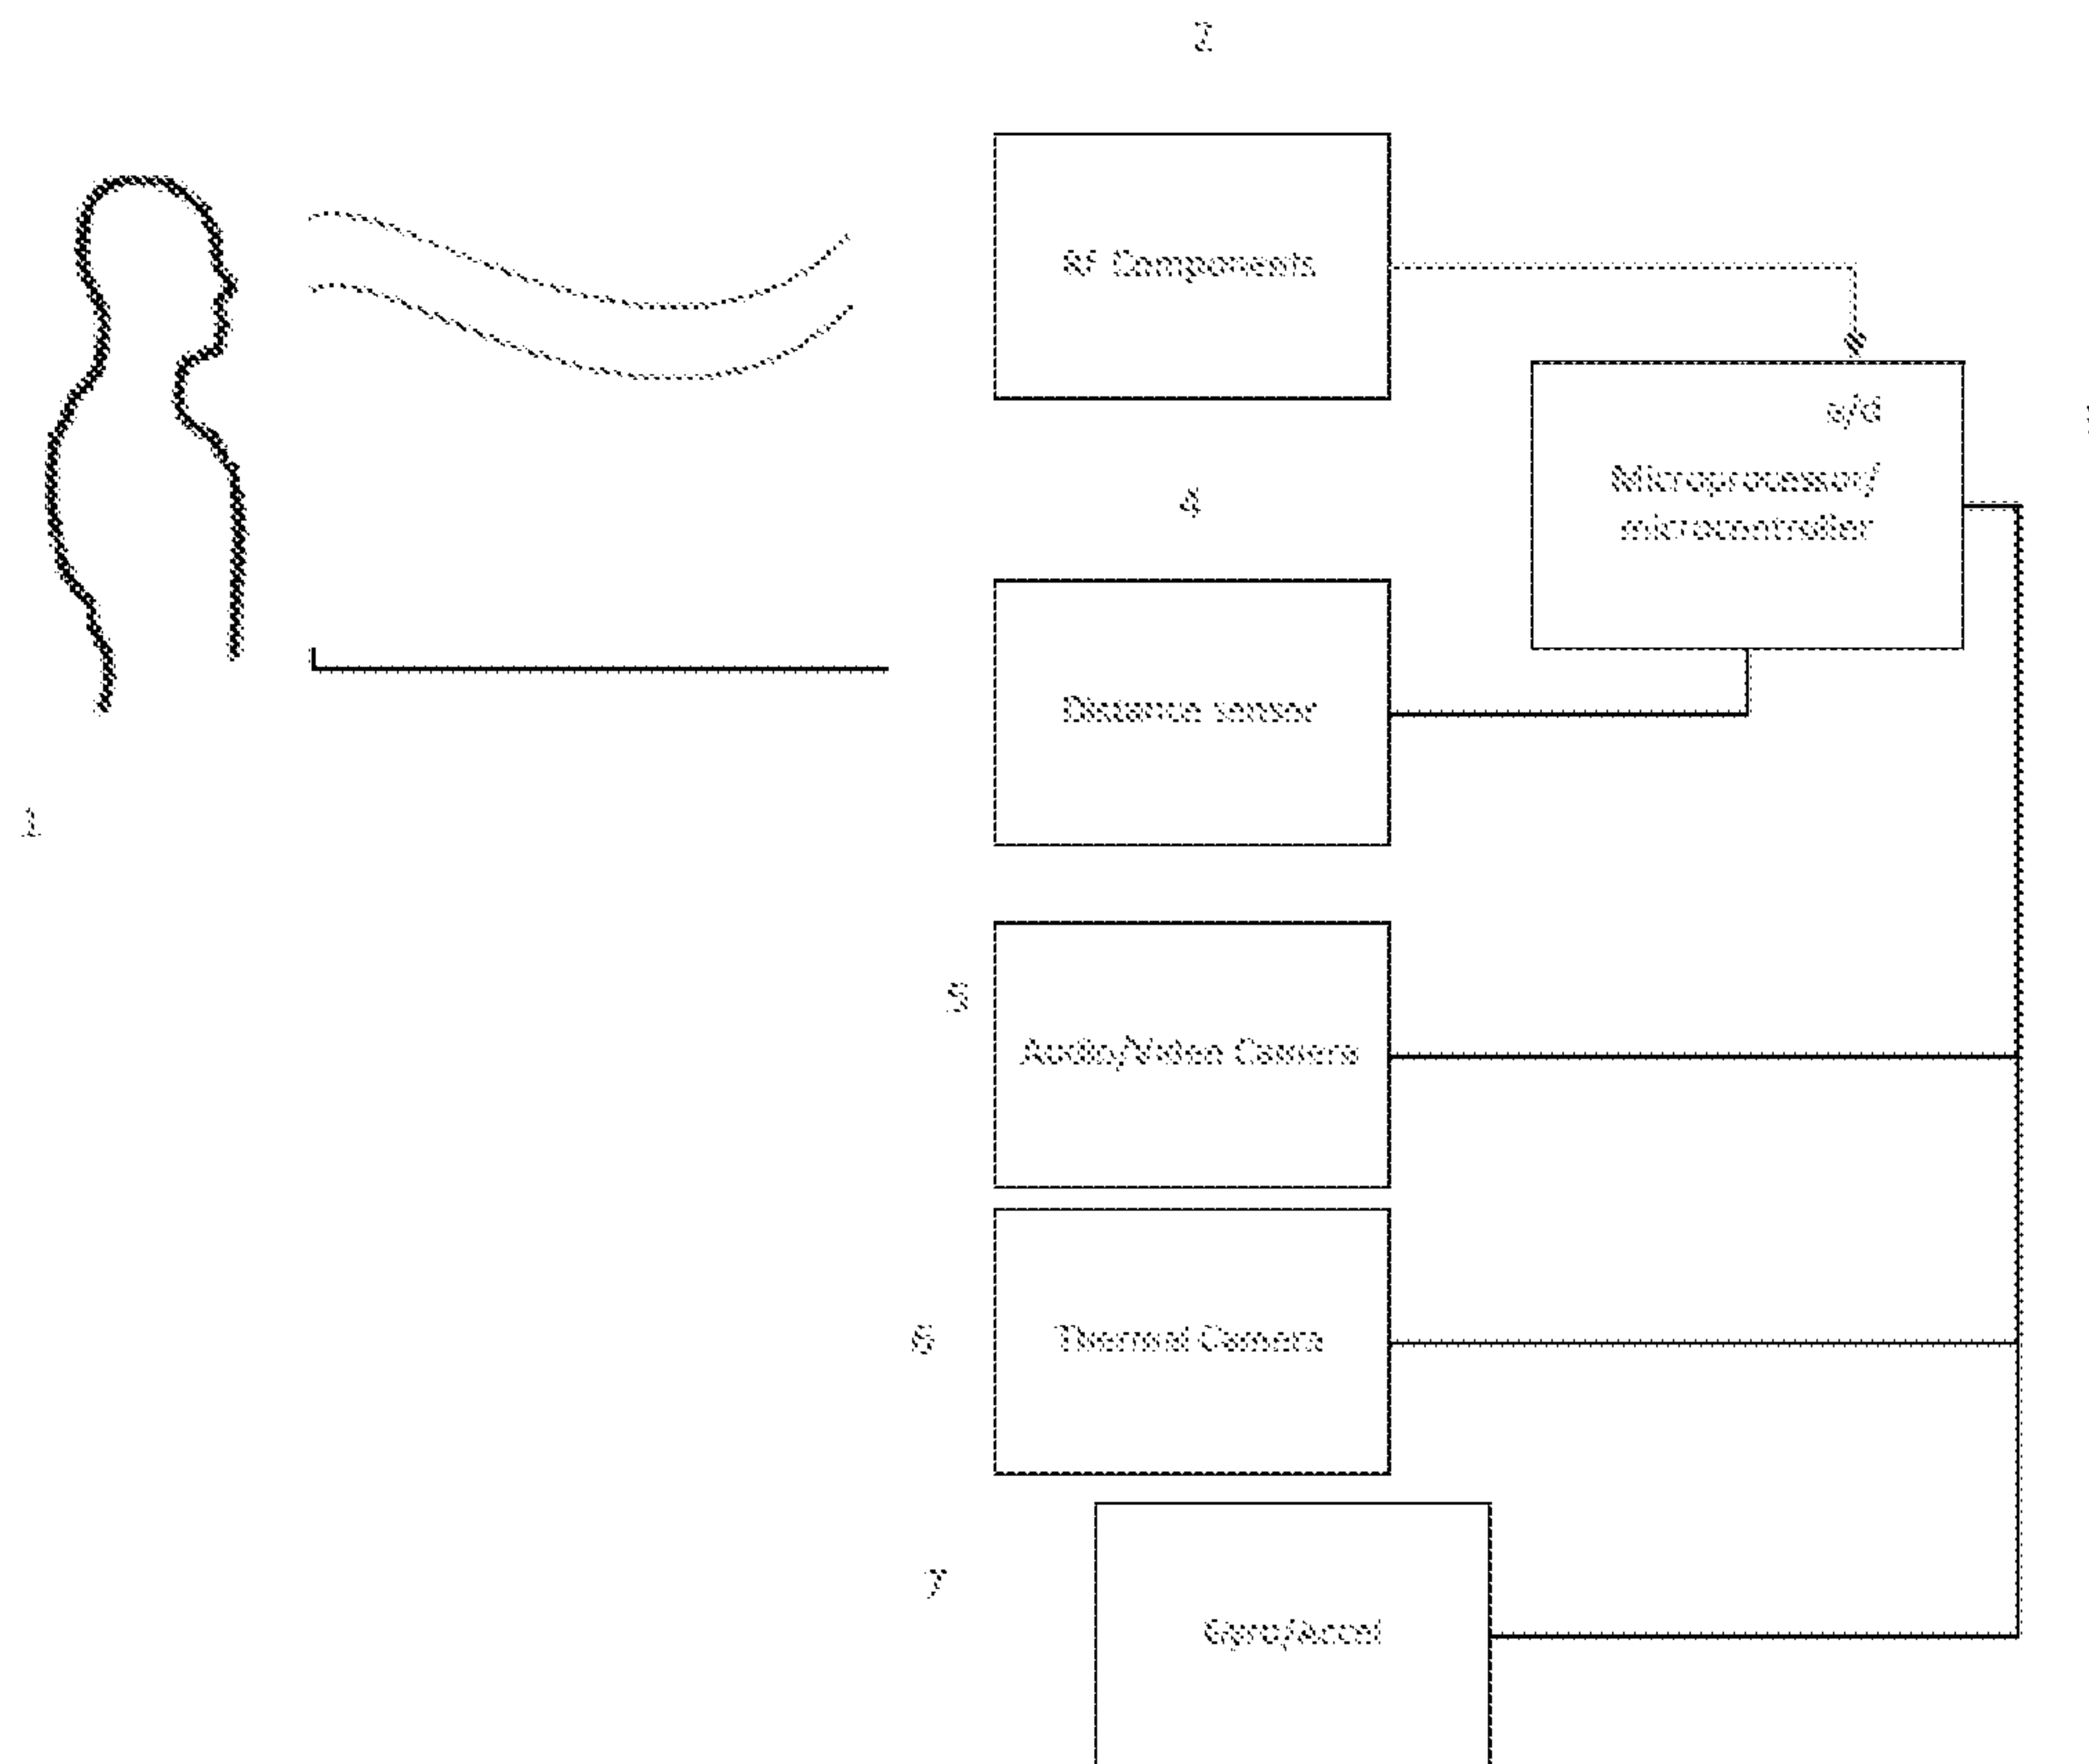 2
RF Components
a/d
Microprocessor/
microcontroller
4
Distance sensor
1
5
Audio/Video Camera
6
Thermal Camera
7
Gyro/Accel